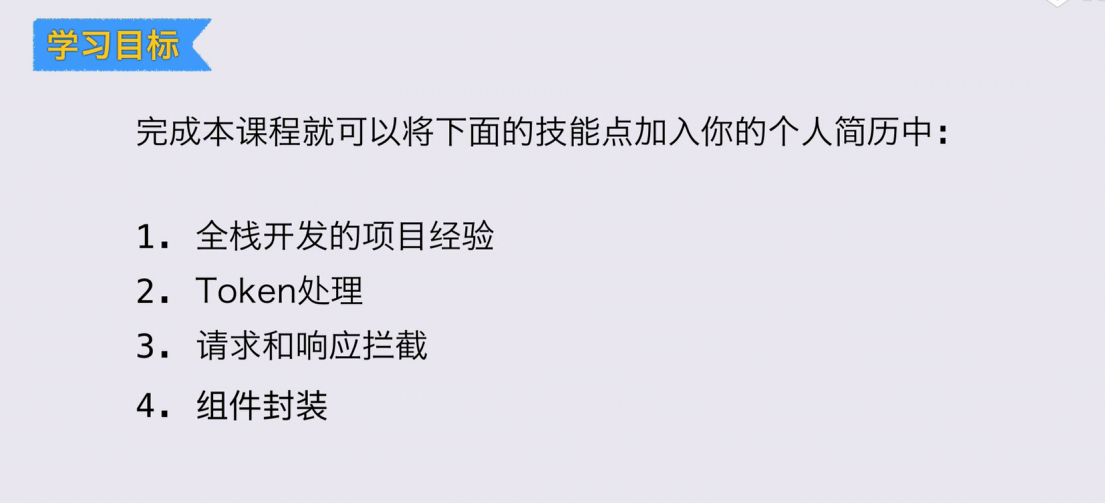 学习目标
完成本课程就可以将下面的技能点加入你的个人简历中:
1. 全栈开发的项目经验
2. Token处理
3. 请求和响应拦截
4. 组件封装